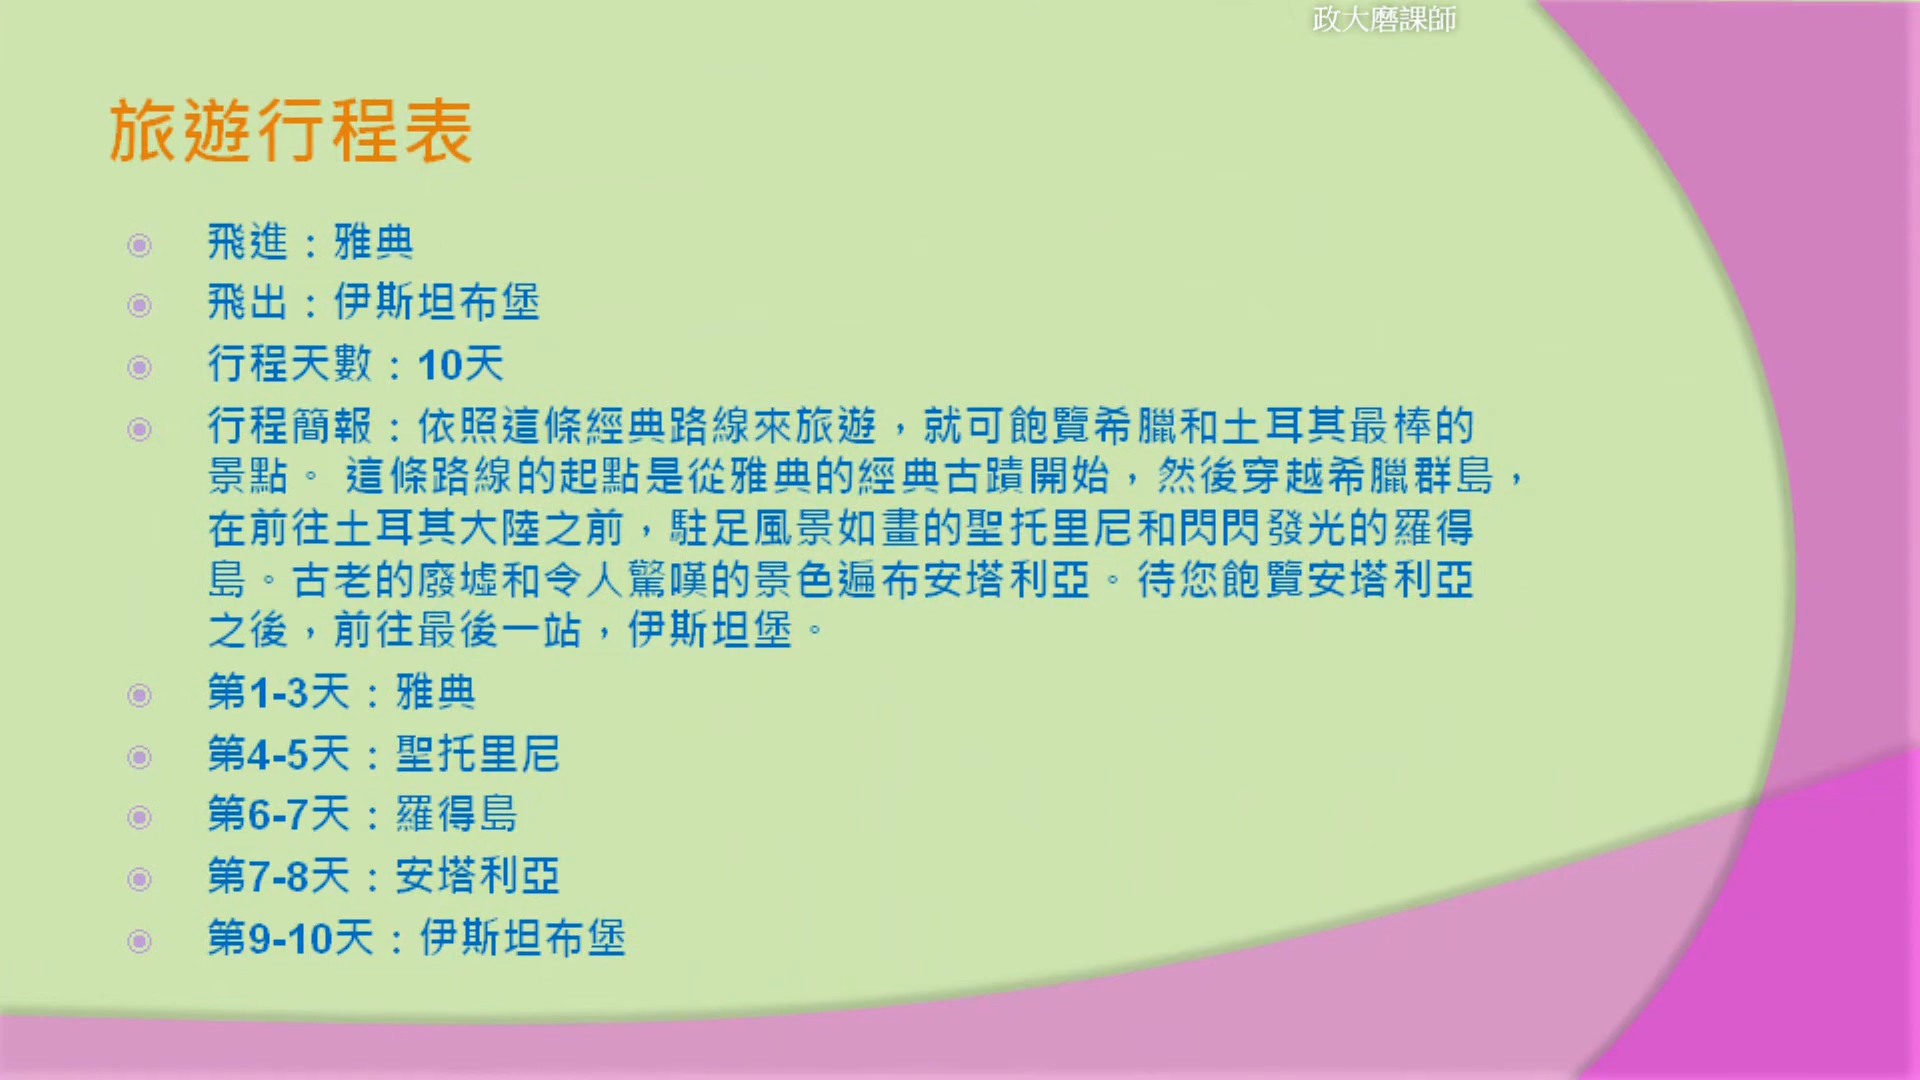 政大磨課師
旅遊行程表
飛進：雅典
飛出：伊斯坦布堡
行程天數：10天
行程簡報：依照這條經典路線來旅遊，就可飽覽希臘和土耳其最棒的
景點。 這條路線的起點是從雅典的經典古蹟開始，然後穿越希臘群島，
在前往土耳其大陸之前，駐足風景如畫的聖托里尼和閃閃發光的羅得
島。古老的廢墟和令人驚嘆的景色遍布安塔利亞。待您飽覽安塔利亞
之後，前往最後一站，伊斯坦堡。
第1-3天：雅典
第4-5天：聖托里尼
第6-7天：羅得島
第7-8天：安塔利亞
第9-10天：伊斯坦布堡